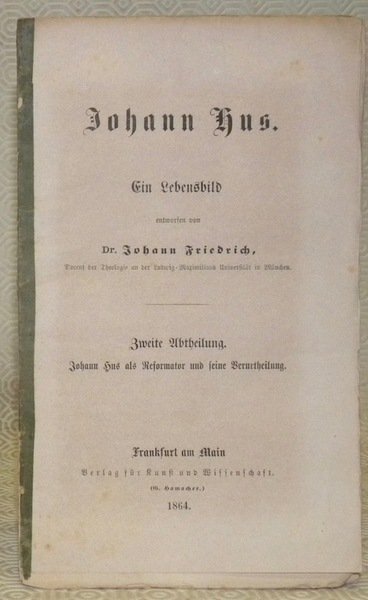 Johann Hus.
Ein Lebensbild
entworfen von
Dr. Johann Friedrich,
Docent der Theologie an der Ludwig-Maximilians Universität in München.
Zweite Abtheilung.
Johann Hus als Reformator und seine Verurtheilung.
Frankfurt am Main
Verlag für Kunst und Wissenschaft.
(G. Hamacher.)
1864.